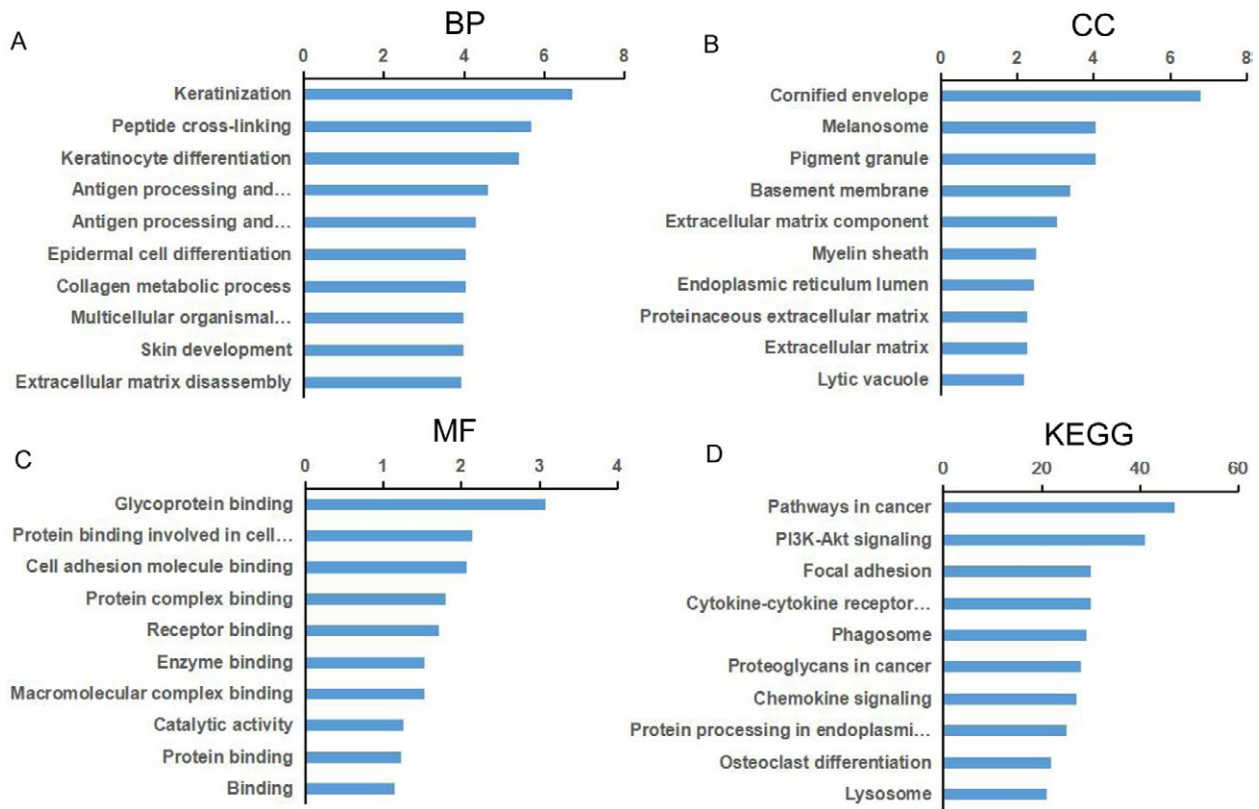 A
BP
0 2 4 6 8
Keratinization
Peptide cross-linking
Keratinocyte differentiation
Antigen processing and…
Antigen processing and…
Epidermal cell differentiation
Collagen metabolic process
Multicellular organismal…
Skin development
Extracellular matrix disassembly
B
CC
0 2 4 6 8
Cornified envelope
Melanosome
Pigment granule
Basement membrane
Extracellular matrix component
Myelin sheath
Endoplasmic reticulum lumen
Proteinaceous extracellular matrix
Extracellular matrix
Lytic vacuole
C
MF
0 1 2 3 4
Glycoprotein binding
Protein binding involved in cell…
Cell adhesion molecule binding
Protein complex binding
Receptor binding
Enzyme binding
Macromolecular complex binding
Catalytic activity
Protein binding
Binding
D
KEGG
0 20 40 60
Pathways in cancer
PI3K-Akt signaling
Focal adhesion
Cytokine-cytokine receptor…
Phagosome
Proteoglycans in cancer
Chemokine signaling
Protein processing in endoplasmi…
Osteoclast differentiation
Lysosome